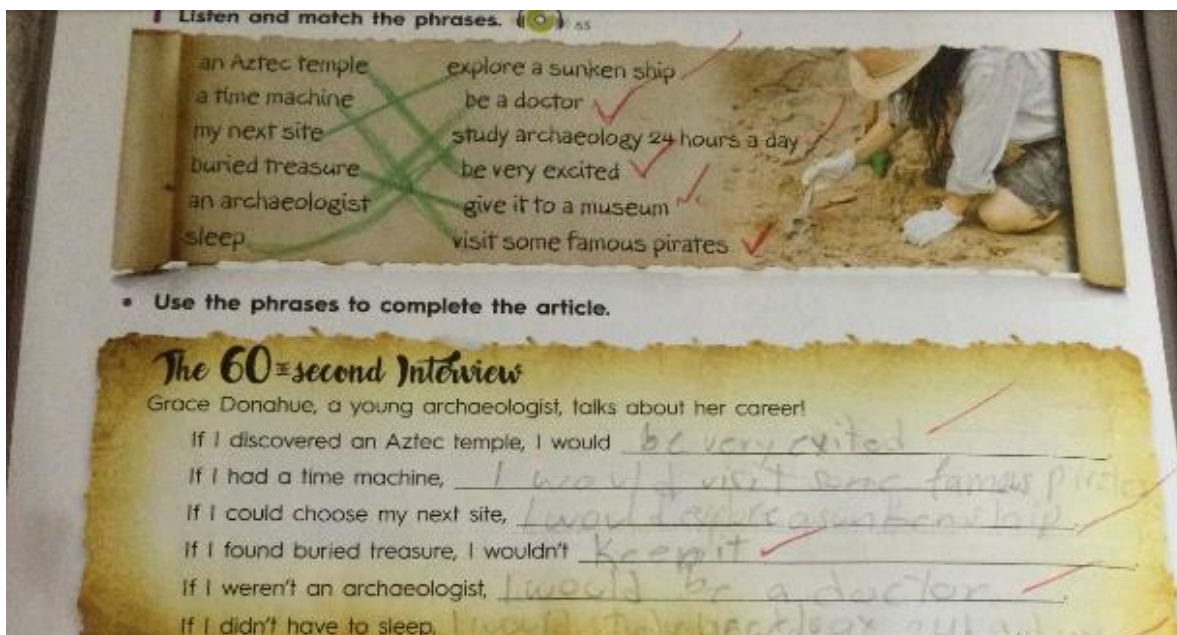 Listen and match the phrases. 65
an Aztec temple explore a sunken ship
a time machine be a doctor
my next site study archaeology 24 hours a day
buried treasure be very excited
an archaeologist give it to a museum
sleep visit some famous pirates
• Use the phrases to complete the article.
The 60-second Interview
Grace Donahue, a young archaeologist, talks about her career!
If I discovered an Aztec temple, I would be very exited
If I had a time machine, I would visit some famous pirates
If I could choose my next site, I would expore a sunben ship.
If I found buried treasure, I wouldn't keep it
If I weren't an archaeologist, I would be a doctor.
If I didn't have to sleep, I would